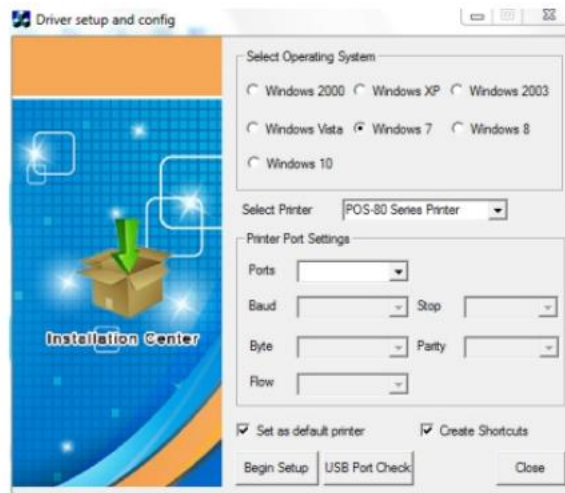 Driver setup and config
Select Operating System
Windows 2000 Windows XP Windows 2003
Windows Vista Windows 7 Windows 8
Windows 10
Select Printer POS-80 Series Printer
Printer Port Settings
Ports
Baud Stop
Byte Parity
Flow
Set as default printer Create Shortcuts
Begin Setup USB Port Check Close
Installation Center